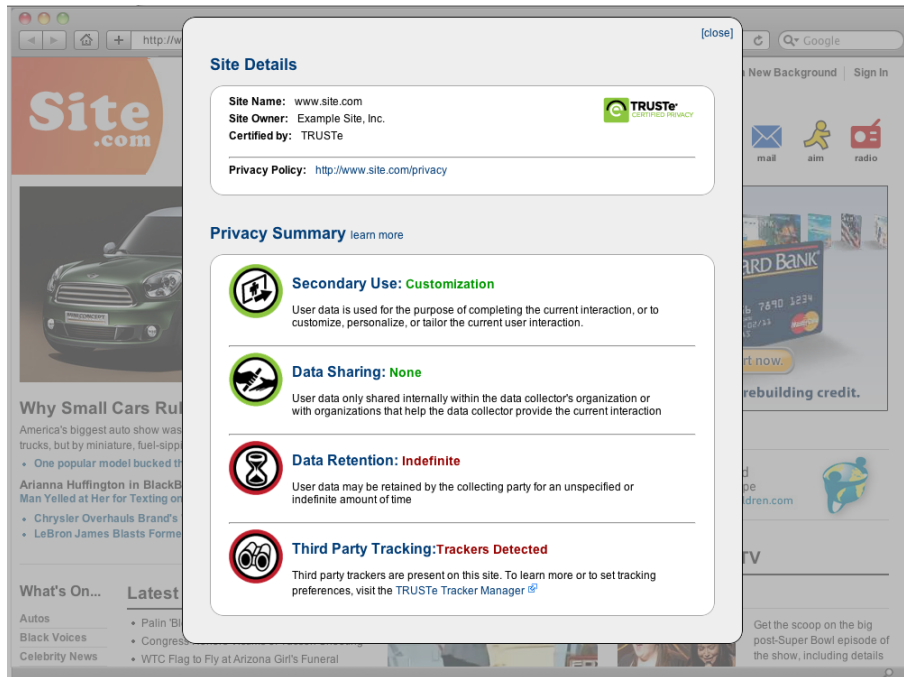 http://w
Google
[close]
New Background
Sign In
Site
.com
mail
aim
radio
Site Details
Site Name: www.site.com
Site Owner: Example Site, Inc.
Certified by: TRUSTe
TRUSTe
CERTIFIED PRIVACY
Privacy Policy: http://www.site.com/privacy
Privacy Summary learn more
Secondary Use: Customization
User data is used for the purpose of completing the current interaction, or to
customize, personalize, or tailor the current user interaction.
Data Sharing: None
User data only shared internally within the data collector's organization or
with organizations that help the data collector provide the current interaction
Data Retention: Indefinite
User data may be retained by the collecting party for an unspecified or
indefinite amount of time
Third Party Tracking:Trackers Detected
Third party trackers are present on this site. To learn more or to set tracking
preferences, visit the TRUSTe Tracker Manager
ARD BANK
7890 1234
rt now.
rebuilding credit.
Why Small Cars Rul
America's biggest auto show was
trucks, but by miniature, fuel-sippi
• One popular model bucked th
Arianna Huffington in BlackB
Man Yelled at Her for Texting on
• Chrysler Overhauls Brand's
• LeBron James Blasts Forme
d
pe
ldren.com
TV
What's On...
Autos
Black Voices
Celebrity News
Latest
• Palin 'Bl
• Congres
• WTC Flag to Fly at Arizona Girl's Funeral
Get the scoop on the big
post-Super Bowl episode of
the show, including details